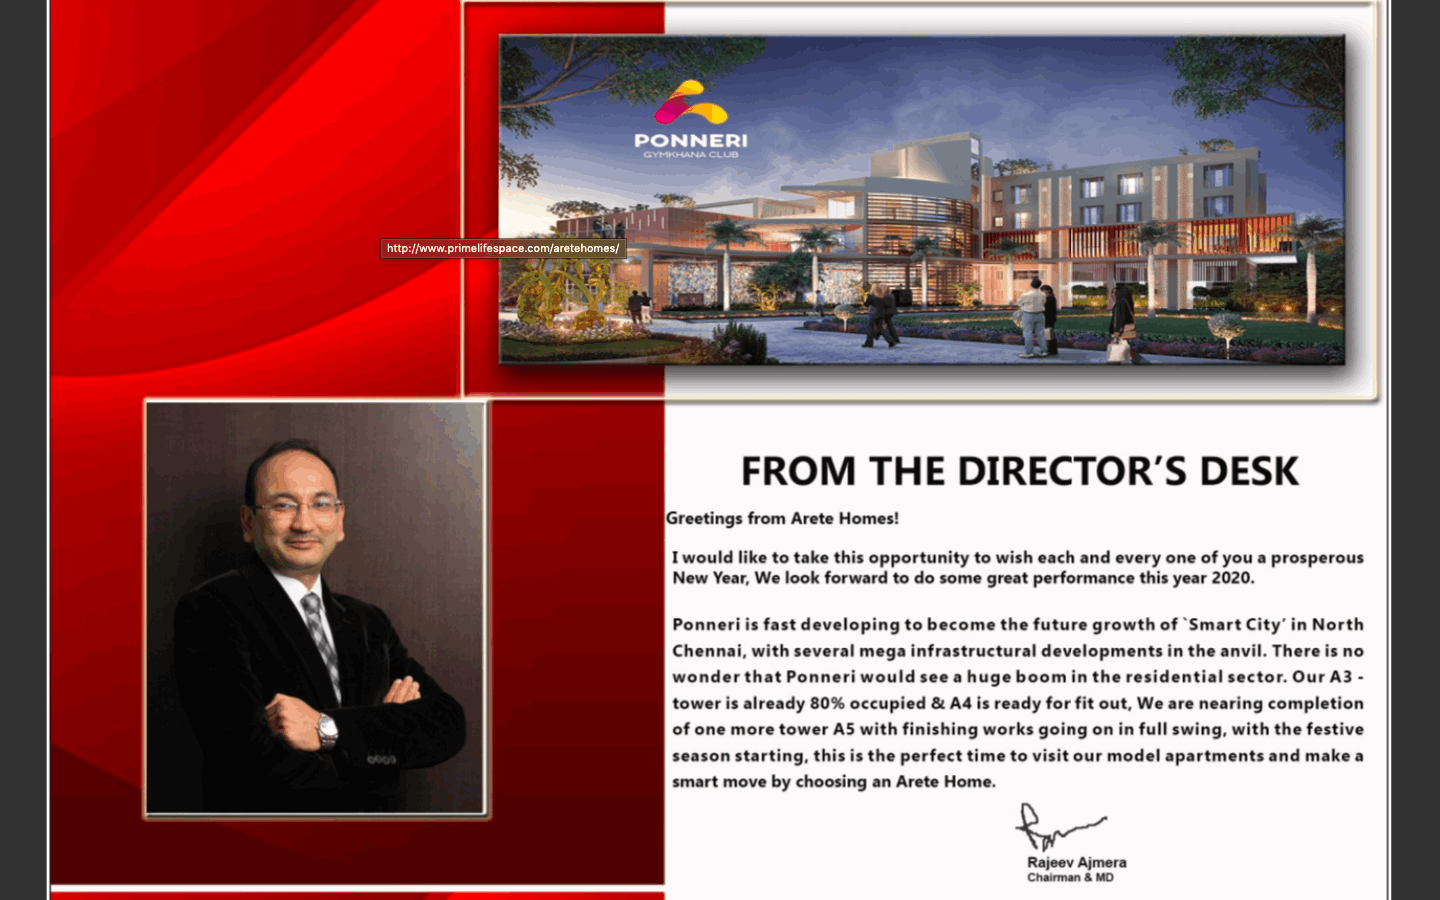 PONNERI
GYMKHANA CLUB
http://www.primelifespace.com/aretehomes/
FROM THE DIRECTOR’S DESK
Greetings from Arete Homes!
I would like to take this opportunity to wish each and every one of you a prosperous
New Year, We look forward to do some great performance this year 2020.
Ponneri is fast developing to become the future growth of `Smart City’ in North
Chennai, with several mega infrastructural developments in the anvil. There is no
wonder that Ponneri would see a huge boom in the residential sector. Our A3 -
tower is already 80% occupied & A4 is ready for fit out, We are nearing completion
of one more tower A5 with finishing works going on in full swing, with the festive
season starting, this is the perfect time to visit our model apartments and make a
smart move by choosing an Arete Home.
Rajeev Ajmera
Chairman & MD